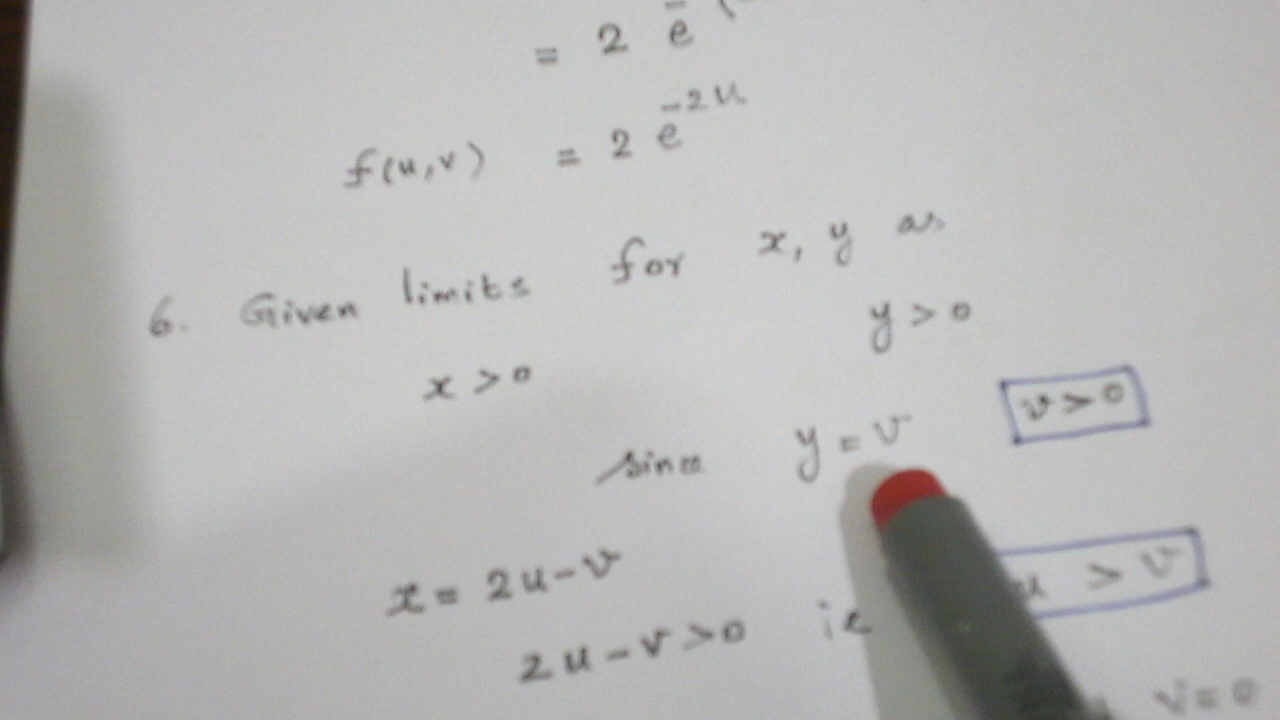 = 2 e^-(
f(u,v) = 2 e^-2u
6. Given limits for x, y as
x > 0 y > 0
since y = v v > 0
x = 2u - v
2u - v > 0 ie u > v
v = 0